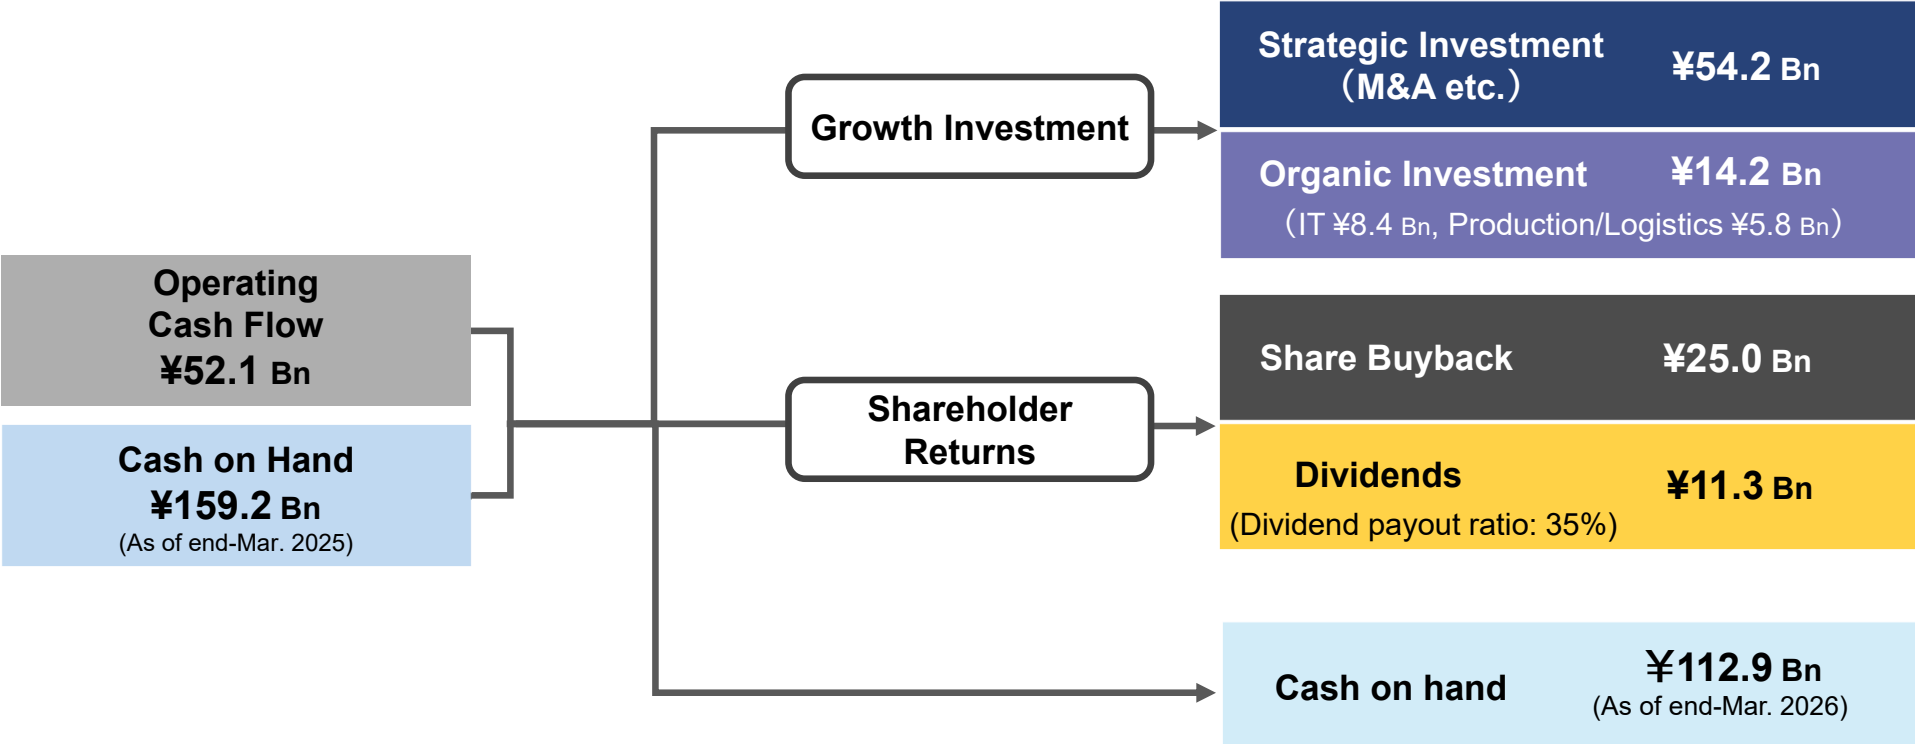 Operating
Cash Flow
¥52.1 Bn
Cash on Hand
¥159.2 Bn
(As of end-Mar. 2025)
Growth Investment
Shareholder
Returns
Strategic Investment ¥54.2 Bn
（M&A etc.）
Organic Investment ¥14.2 Bn
（IT ¥8.4 Bn, Production/Logistics ¥5.8 Bn）
Share Buyback ¥25.0 Bn
Dividends ¥11.3 Bn
(Dividend payout ratio: 35%)
Cash on hand ￥112.9 Bn
(As of end-Mar. 2026)